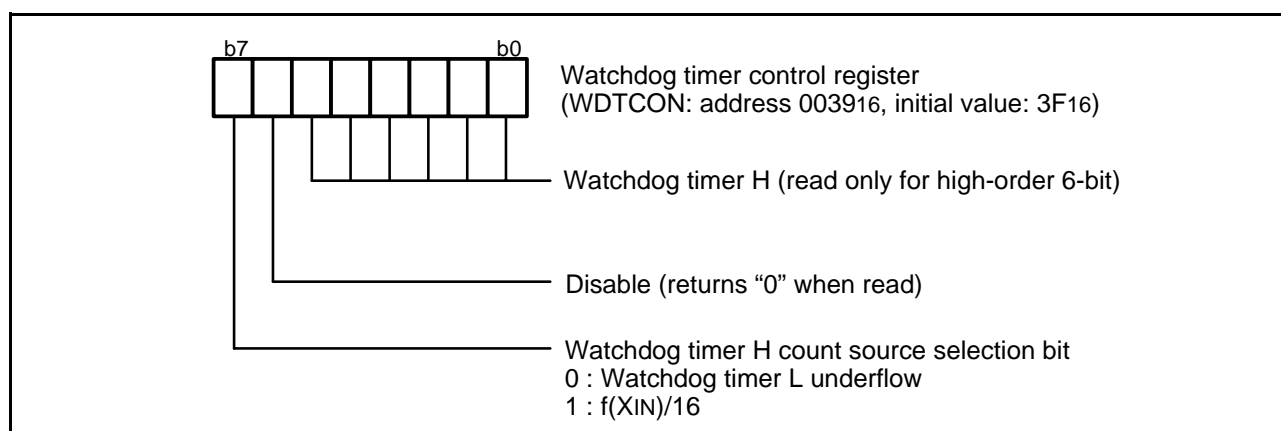 b7 b0
Watchdog timer control register
(WDTCON: address 003916, initial value: 3F16)
Watchdog timer H (read only for high-order 6-bit)
Disable (returns “0” when read)
Watchdog timer H count source selection bit
0 : Watchdog timer L underflow
1 : f(XIN)/16